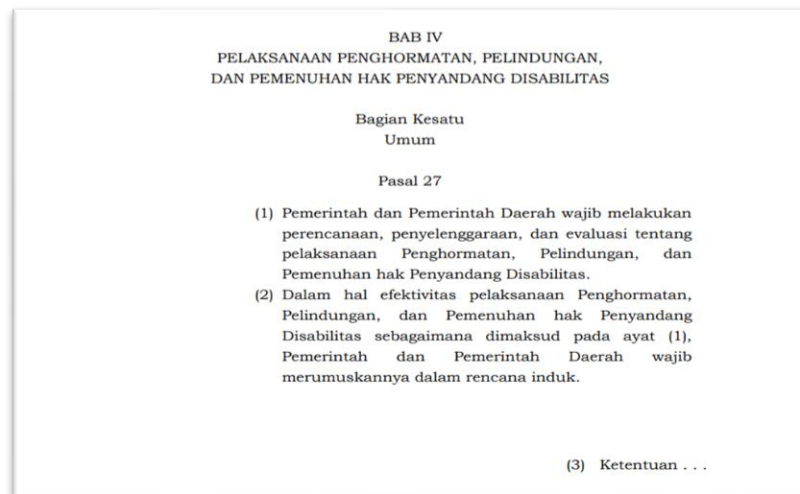 BAB IV
PELAKSANAAN PENGHORMATAN, PELINDUNGAN,
DAN PEMENUHAN HAK PENYANDANG DISABILITAS
Bagian Kesatu
Umum
Pasal 27
(1) Pemerintah dan Pemerintah Daerah wajib melakukan
perencanaan, penyelenggaraan, dan evaluasi tentang
pelaksanaan Penghormatan, Pelindungan, dan
Pemenuhan hak Penyandang Disabilitas.
(2) Dalam hal efektivitas pelaksanaan Penghormatan,
Pelindungan, dan Pemenuhan hak Penyandang
Disabilitas sebagaimana dimaksud pada ayat (1),
Pemerintah dan Pemerintah Daerah wajib
merumuskannya dalam rencana induk.
(3) Ketentuan . . .